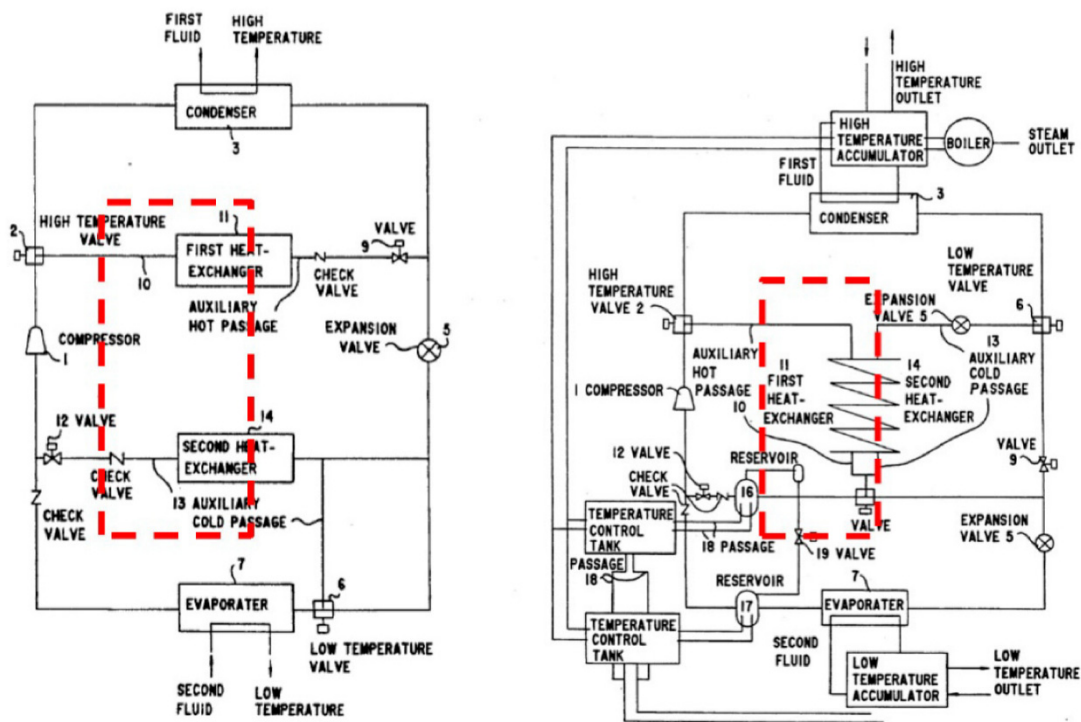 FIRST
FLUID
HIGH
TEMPERATURE
CONDENSER
3
HIGH TEMPERATURE
VALVE
2
11
FIRST HEAT-
EXCHANGER
10
AUXILIARY
HOT PASSAGE
CHECK
VALVE
VALVE
9
COMPRESSOR
1
EXPANSION
VALVE
5
12 VALVE
14
SECOND HEAT-
EXCHANGER
CHECK
VALVE
13
AUXILIARY
COLD PASSAGE
CHECK
VALVE
7
EVAPORATER
6
LOW TEMPERATURE
VALVE
SECOND
FLUID
LOW
TEMPERATURE
HIGH
TEMPERATURE
OUTLET
HIGH
TEMPERATURE
ACCUMULATOR
BOILER
STEAM
OUTLET
FIRST
FLUID
3
CONDENSER
HIGH
TEMPERATURE
VALVE 2
LOW
TEMPERATURE
VALVE
6
EXPANSION
VALVE 5
13
AUXILIARY
COLD
PASSAGE
AUXILIARY
HOT
PASSAGE
11
FIRST
HEAT-
EXCHANGER
10
14
SECOND
HEAT-
EXCHANGER
1 COMPRESSOR
12 VALVE
CHECK
VALVE
RESERVOIR
16
VALVE
VALVE
9
TEMPERATURE
CONTROL
TANK
18 PASSAGE
19 VALVE
EXPANSION
VALVE 5
PASSAGE
18
RESERVOIR
17
7
EVAPORATER
TEMPERATURE
CONTROL
TANK
SECOND
FLUID
LOW
TEMPERATURE
ACCUMULATOR
LOW
TEMPERATURE
OUTLET